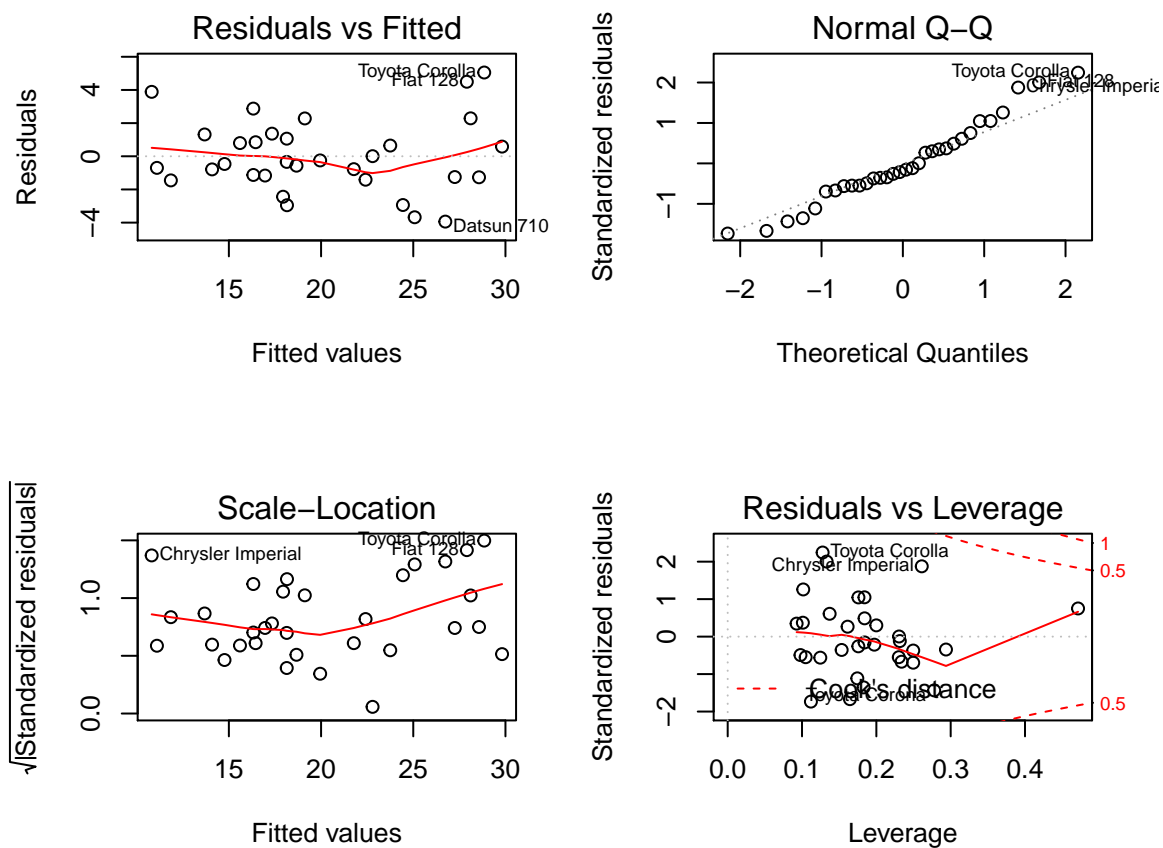 Residuals vs Fitted
Residuals
4
0
−4
Toyota Corolla
Fiat 128
Datsun 710
15 20 25 30
Fitted values
Normal Q−Q
Standardized residuals
2
1
−1
Toyota Corolla
Fiat 128
Chrysler Imperia
−2 −1 0 1 2
Theoretical Quantiles
Scale−Location
√|Standardized residuals|
1.0
0.0
Chrysler Imperial
Toyota Corolla
Fiat 128
15 20 25 30
Fitted values
Residuals vs Leverage
Standardized residuals
2
1
0
−2
Toyota Corolla
Chrysler Imperial
Cook's distance
Toyota Corona
1
0.5
0.5
0.0 0.1 0.2 0.4
Leverage